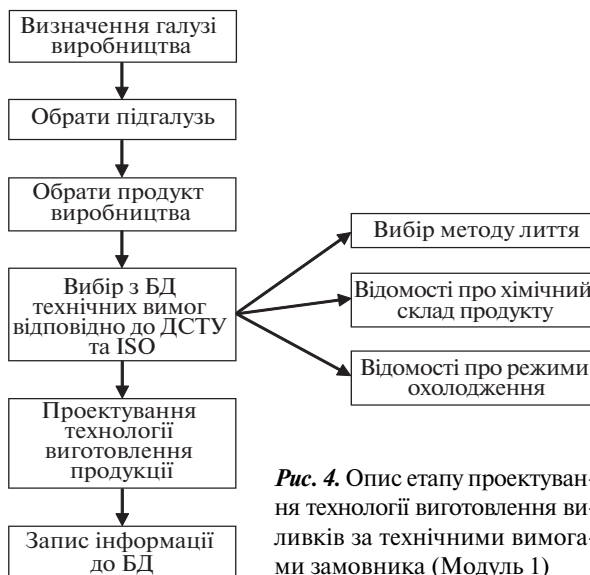 Визначення галузі
виробництва
Обрати підгалузь
Обрати продукт
виробництва
Вибір з БД
технічних вимог
відповідно до ДСТУ
та ISO
Вибір методу лиття
Відомості про хімічний
склад продукту
Відомості про режими
охолодження
Проектування
технології
виготовлення
продукції
Запис інформації
до БД
Рис. 4. Опис етапу проектуван-
ня технології виготовлення ви-
ливків за технічними вимога-
ми замовника (Модуль 1)